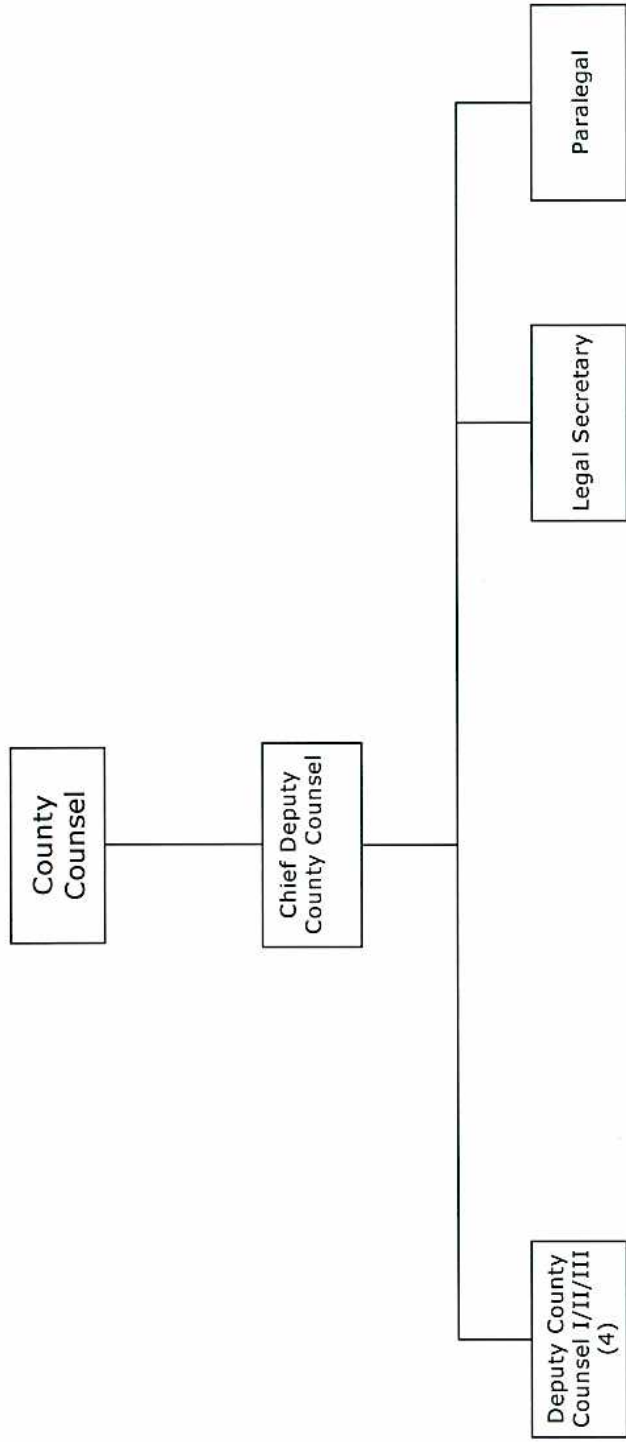 County
Counsel
Chief Deputy
County Counsel
Deputy County
Counsel I/II/III
(4)
Legal Secretary
Paralegal